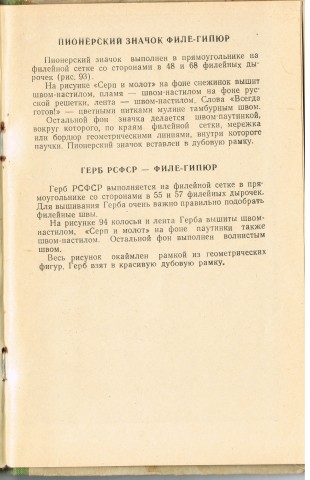 ПИОНЕРСКИЙ ЗНАЧОК ФИЛЕ-ГИПЮР
Пионерский значок выполнен в прямоугольнике на
филейной сетке со сторонами в 48 и 68 филейных ды-
рочек (рис. 93).
На рисунке «Серп и молот» на фоне снежинок вышит
швом-настилом, пламя — швом-настилом на фоне рус-
ской решетки, лента — швом-настилом. Слова «Всегда
готов!» — цветными нитками мулине тамбурным швом.
Остальной фон значка делается швом-паутинкой,
вокруг которого, по краям филейной сетки, мережка
или бордюр геометрическими линиями, внутри которого
паучки. Пионерский значок вставлен в дубовую рамку.
ГЕРБ РСФСР — ФИЛЕ-ГИПЮР
Герб РСФСР выполняется на филейной сетке в пря-
моугольнике со сторонами в 55 и 57 филейных дырочек.
Для вышивания Герба очень важно правильно подобрать
филейные швы.
На рисунке 94 колосья и лента Герба вышиты швом-
настилом, «Серп и молот» на фоне паутинки также
швом-настилом. Остальной фон выполнен волнистым
швом.
Весь рисунок окаймлен рамкой из геометрических
фигур. Герб взят в красивую дубовую рамку.